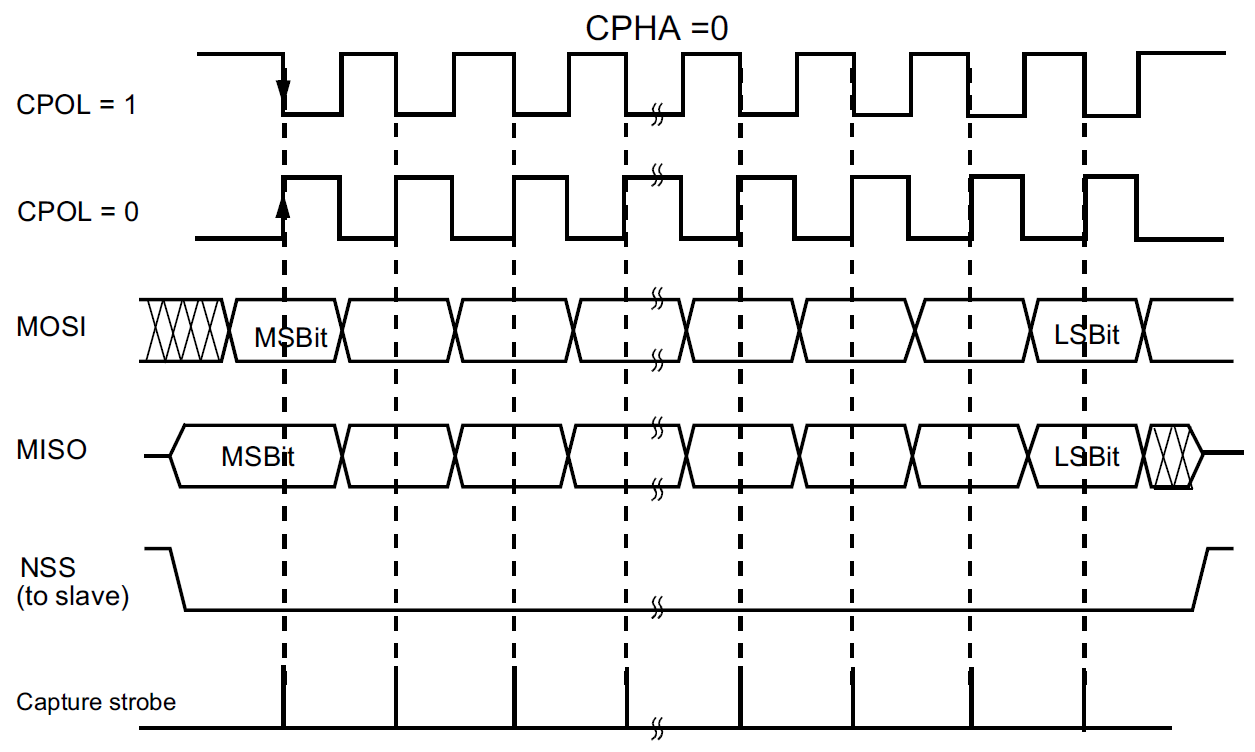 CPHA =0
CPOL = 1
CPOL = 0
MOSI
MSBit
LSBit
MISO
MSBit
LSBit
NSS
(to slave)
Capture strobe